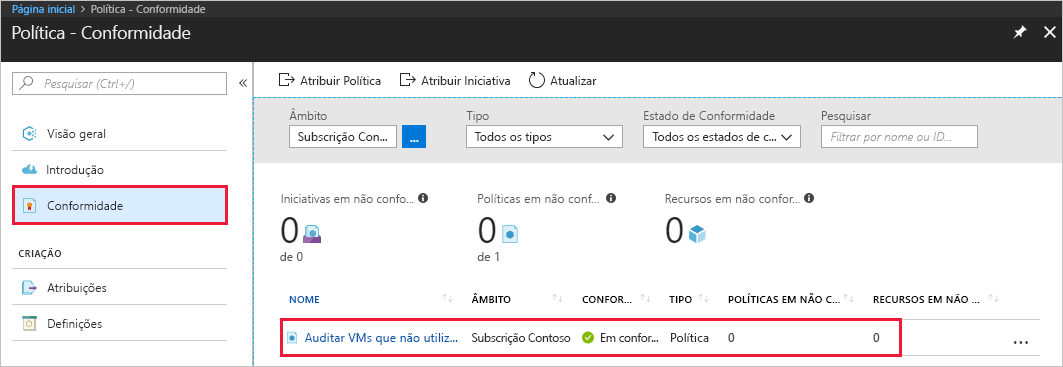 Página inicial > Política - Conformidade
Política - Conformidade
Pesquisar (Ctrl+/)
Visão geral
Introdução
Conformidade
CRIAÇÃO
Atribuições
Definições
Atribuir Política Atribuir Iniciativa Atualizar
Âmbito Tipo Estado de Conformidade Pesquisar
Subscrição Con... ... Todos os tipos Todos os estados de c... Filtrar por nome ou ID...
Iniciativas em não confo... Políticas em não conf... Recursos em não confor...
0 0 0
de 0 de 1
NOME ÂMBITO CONFOR... TIPO POLÍTICAS EM NÃO C... RECURSOS EM NÃO ...
Auditar VMs que não utiliz... Subscrição Contoso Em confor... Política 0 0 ...